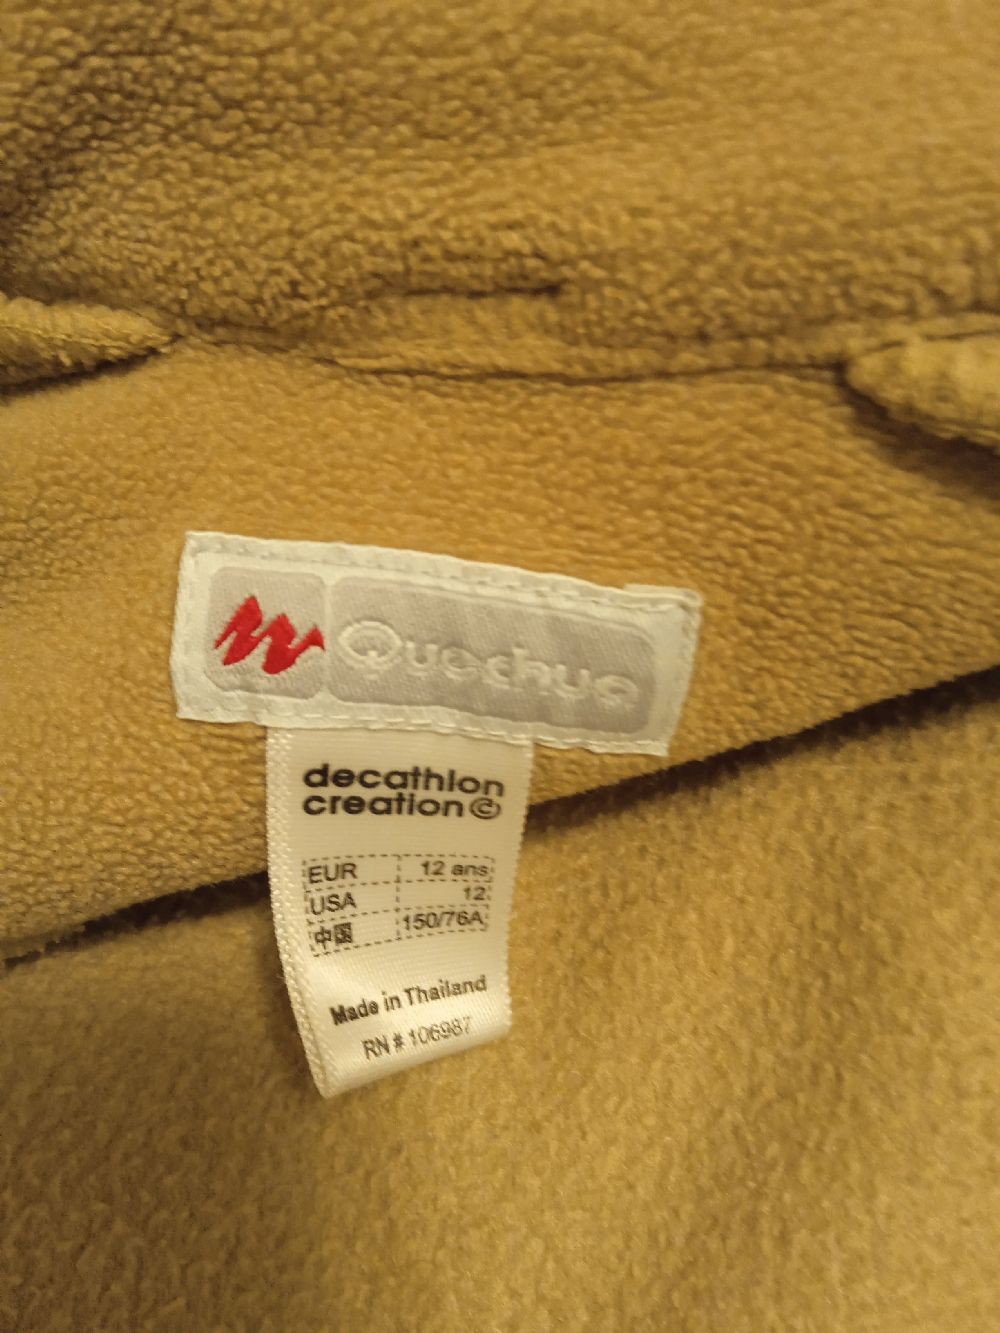 Quechua
decathlon
creation©
EUR 12 ans
USA 12
中国 150/76A
Made in Thailand
RN # 106987